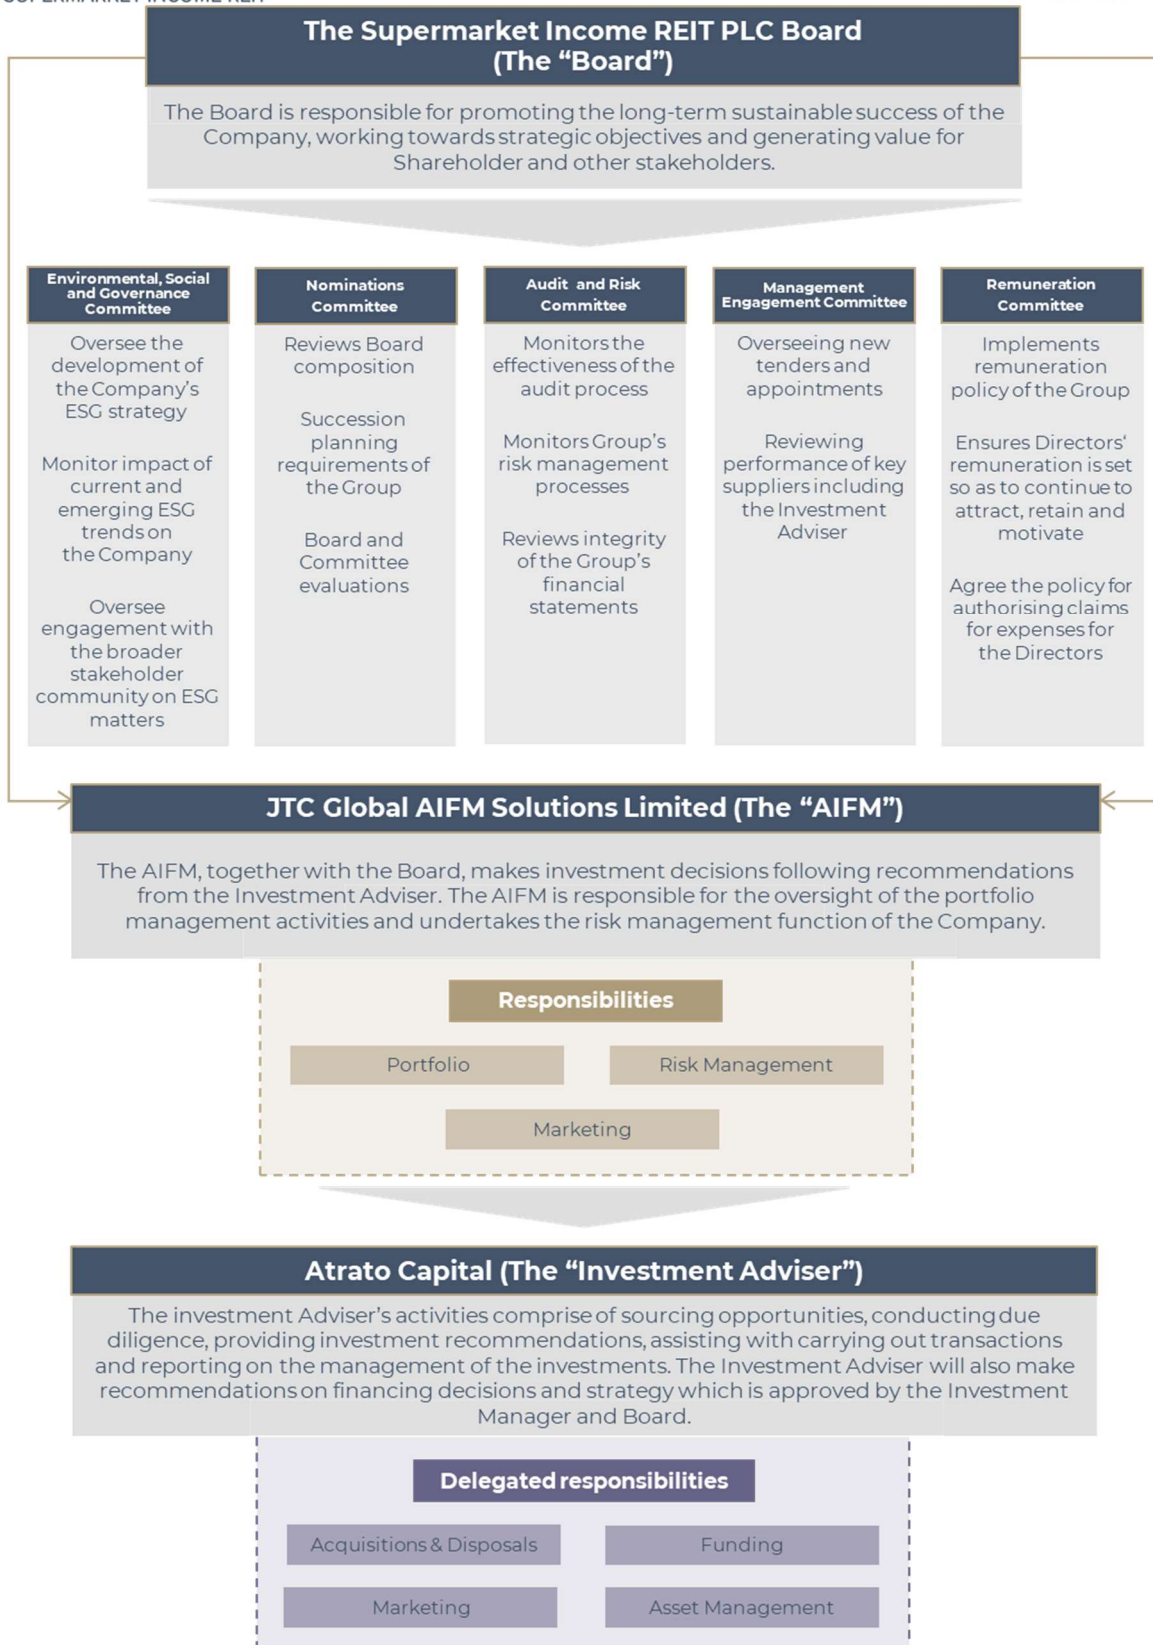 SUPERMARKET INCOME REIT
The Supermarket Income REIT PLC Board
(The “Board”)
The Board is responsible for promoting the long-term sustainable success of the
Company, working towards strategic objectives and generating value for
Shareholder and other stakeholders.
Environmental, Social
and Governance
Committee
Oversee the
development of
the Company’s
ESG strategy
Monitor impact of
current and
emerging ESG
trends on
the Company
Oversee
engagement with
the broader
stakeholder
community on ESG
matters
Nominations
Committee
Reviews Board
composition
Succession
planning
requirements of
the Group
Board and
Committee
evaluations
Audit and Risk
Committee
Monitors the
effectiveness of the
audit process
Monitors Group’s
risk management
processes
Reviews integrity
of the Group’s
financial
statements
Management
Engagement Committee
Overseeing new
tenders and
appointments
Reviewing
performance of key
suppliers including
the Investment
Adviser
Remuneration
Committee
Implements
remuneration
policy of the Group
Ensures Directors‘
remuneration is set
so as to continue to
attract, retain and
motivate
Agree the policy for
authorising claims
for expenses for
the Directors
JTC Global AIFM Solutions Limited (The “AIFM”)
The AIFM, together with the Board, makes investment decisions following recommendations
from the Investment Adviser. The AIFM is responsible for the oversight of the portfolio
management activities and undertakes the risk management function of the Company.
Responsibilities
Portfolio
Risk Management
Marketing
Atrato Capital (The “Investment Adviser”)
The investment Adviser’s activities comprise of sourcing opportunities, conducting due
diligence, providing investment recommendations, assisting with carrying out transactions
and reporting on the management of the investments. The Investment Adviser will also make
recommendations on financing decisions and strategy which is approved by the Investment
Manager and Board.
Delegated responsibilities
Acquisitions & Disposals
Funding
Marketing
Asset Management